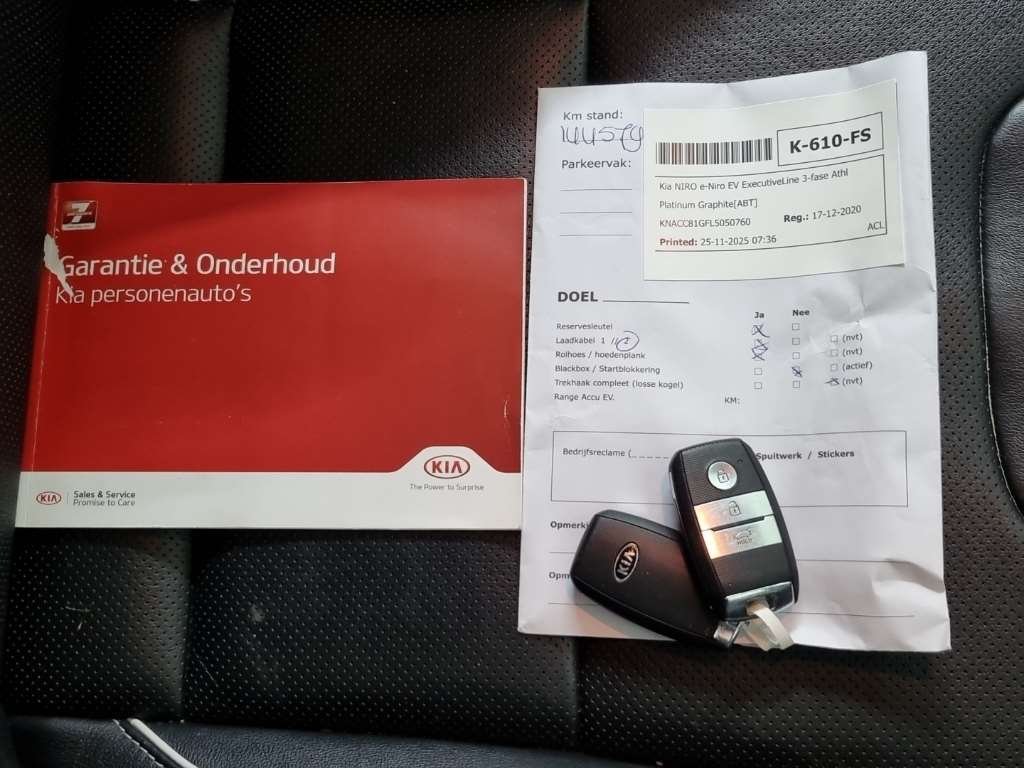 Garantie & Onderhoud
Kia personenauto's
KIA
The Power to Surprise
KIA
Sales & Service
Promise to Care
Km stand:
Parkeervak:
K-610-FS
Kia NIRO e-Niro EV ExecutiveLine 3-fase Athl
Platinum Graphite[ABT]
KNACC81GFL5050760 Reg.: 17-12-2020
Printed: 25-11-2025 07:36 ACL
DOEL
Ja Nee
Reservesleutel
Laadkabel 1 / 2 (nvt)
Rolhoes / hoedenplank (nvt)
Blackbox / Startblokkering (actief)
Trekhaak compleet (losse kogel) (nvt)
Range Accu EV. KM:
Bedrijfsreclame ( Spuitwerk / Stickers
Opmerki
Opm
HOLD
KIA